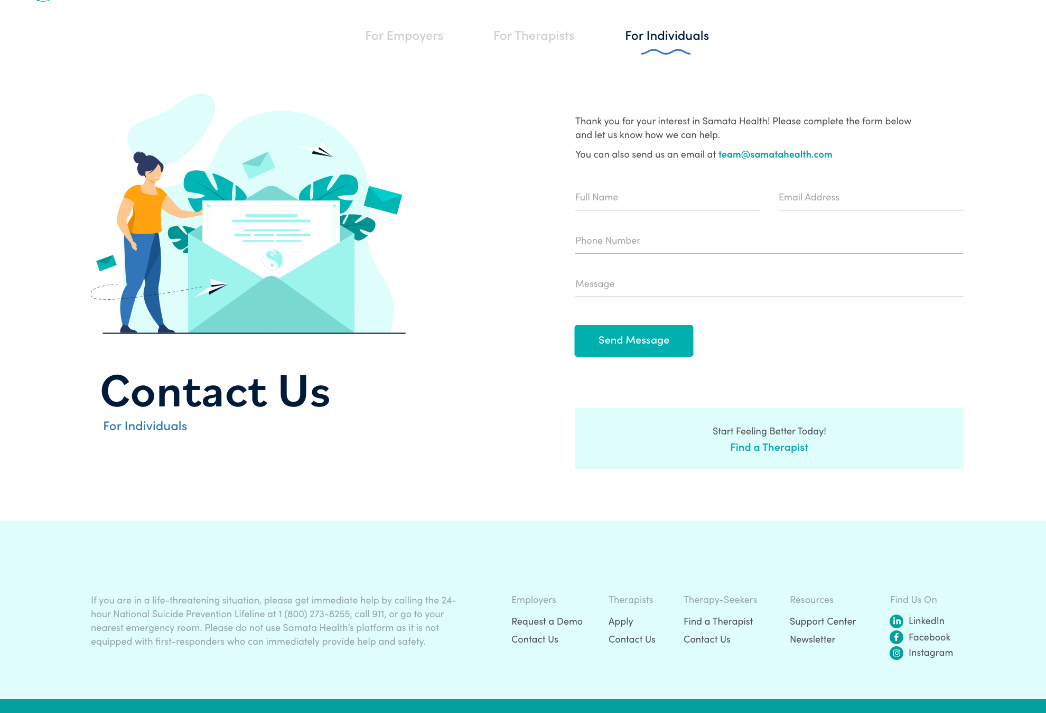 For Empoyers
For Therapists
For Individuals
Thank you for your interest in Samata Health! Please complete the form below
and let us know how we can help.
You can also send us an email at team@samatahealth.com
Full Name
Email Address
Phone Number
Message
Send Message
Contact Us
For Individuals
Start Feeling Better Today!
Find a Therapist
If you are in a life-threatening situation, please get immediate help by calling the 24-
hour National Suicide Prevention Lifeline at 1 (800) 273-8255, call 911, or go to your
nearest emergency room. Please do not use Samata Health's platform as it is not
equipped with first-responders who can immediately provide help and safety.
Employers
Request a Demo
Contact Us
Therapists
Apply
Contact Us
Therapy-Seekers
Find a Therapist
Contact Us
Resources
Support Center
Newsletter
Find Us On
LinkedIn
Facebook
Instagram